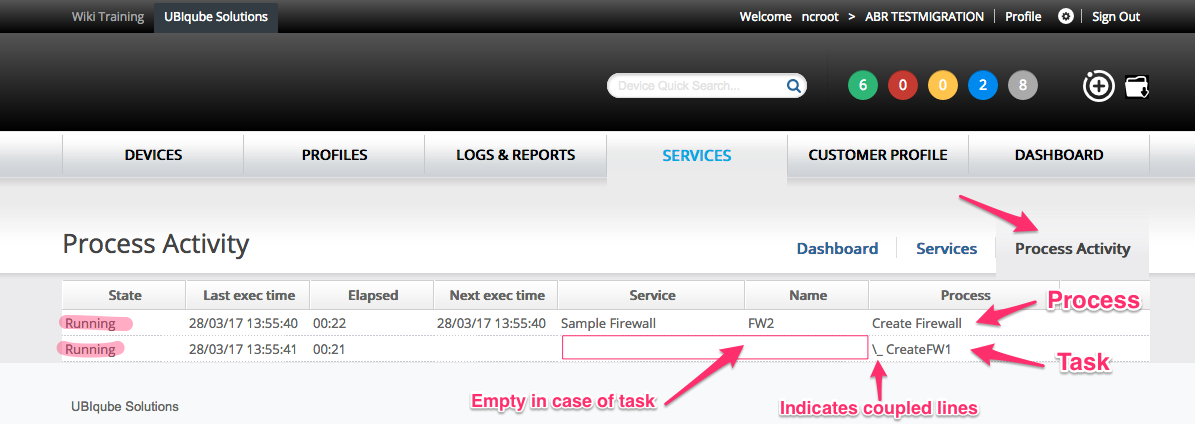 Wiki Training UBIqube Solutions Welcome ncroot > ABR TESTMIGRATION Profile Sign Out
Device Quick Search... 6 0 0 2 8
DEVICES PROFILES LOGS & REPORTS SERVICES CUSTOMER PROFILE DASHBOARD
Process Activity Dashboard Services Process Activity
State Last exec time Elapsed Next exec time Service Name Process
Process
Running 28/03/17 13:55:40 00:22 28/03/17 13:55:40 Sample Firewall FW2 Create Firewall
Running 28/03/17 13:55:41 00:21 \_ CreateFW1
Task
Empty in case of task
Indicates coupled lines
UBIqube Solutions